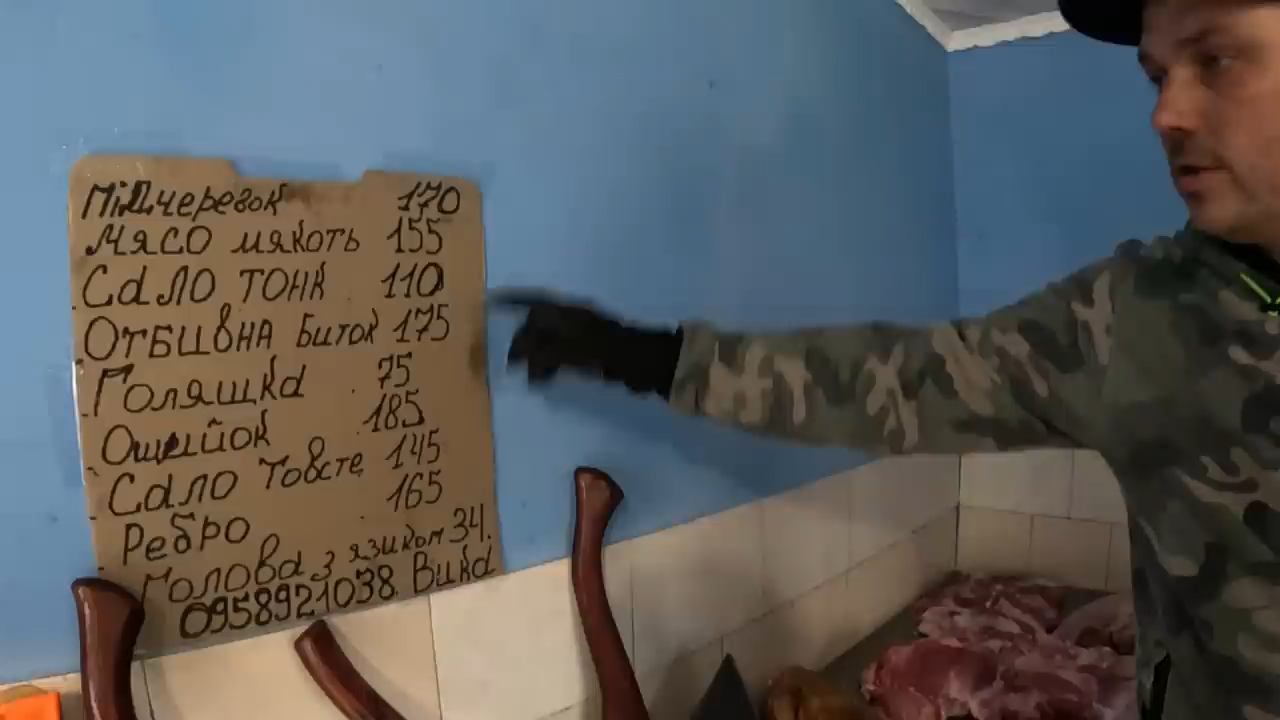 Підчеревок 170
Мясо мякоть 155
Сало тонк 110
Отбивна Биток 175
Голяшка 75
Ошийок 185
Сало товсте 145
Ребро 165
Голова з язиком 34.
0958921038 Вика